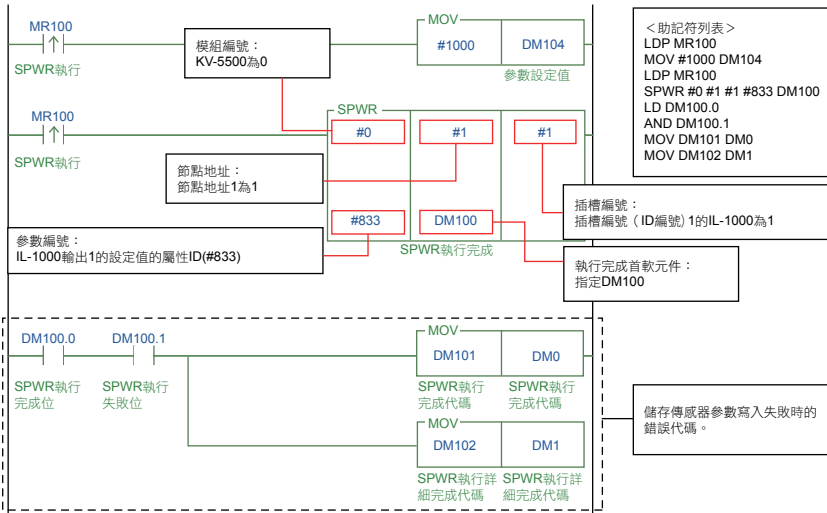 MR100
SPWR執行
模組編號：
KV-5500為0
MOV
#1000 DM104
參數設定值
＜助記符列表＞
LDP MR100
MOV #1000 DM104
LDP MR100
SPWR #0 #1 #1 #833 DM100
LD DM100.0
AND DM100.1
MOV DM101 DM0
MOV DM102 DM1
MR100
SPWR執行
SPWR
#0 #1 #1
節點地址：
節點地址1為1
插槽編號：
插槽編號（ID編號）1的IL-1000為1
#833 DM100
SPWR執行完成
參數編號：
IL-1000輸出1的設定值的屬性ID(#833)
執行完成首軟元件：
指定DM100
DM100.0 DM100.1
SPWR執行
完成位
SPWR執行
失敗位
MOV
DM101 DM0
SPWR執行
完成代碼
SPWR執行
完成代碼
MOV
DM102 DM1
SPWR執行詳
細完成代碼
SPWR執行詳
細完成代碼
儲存傳感器參數寫入失敗時的
錯誤代碼。